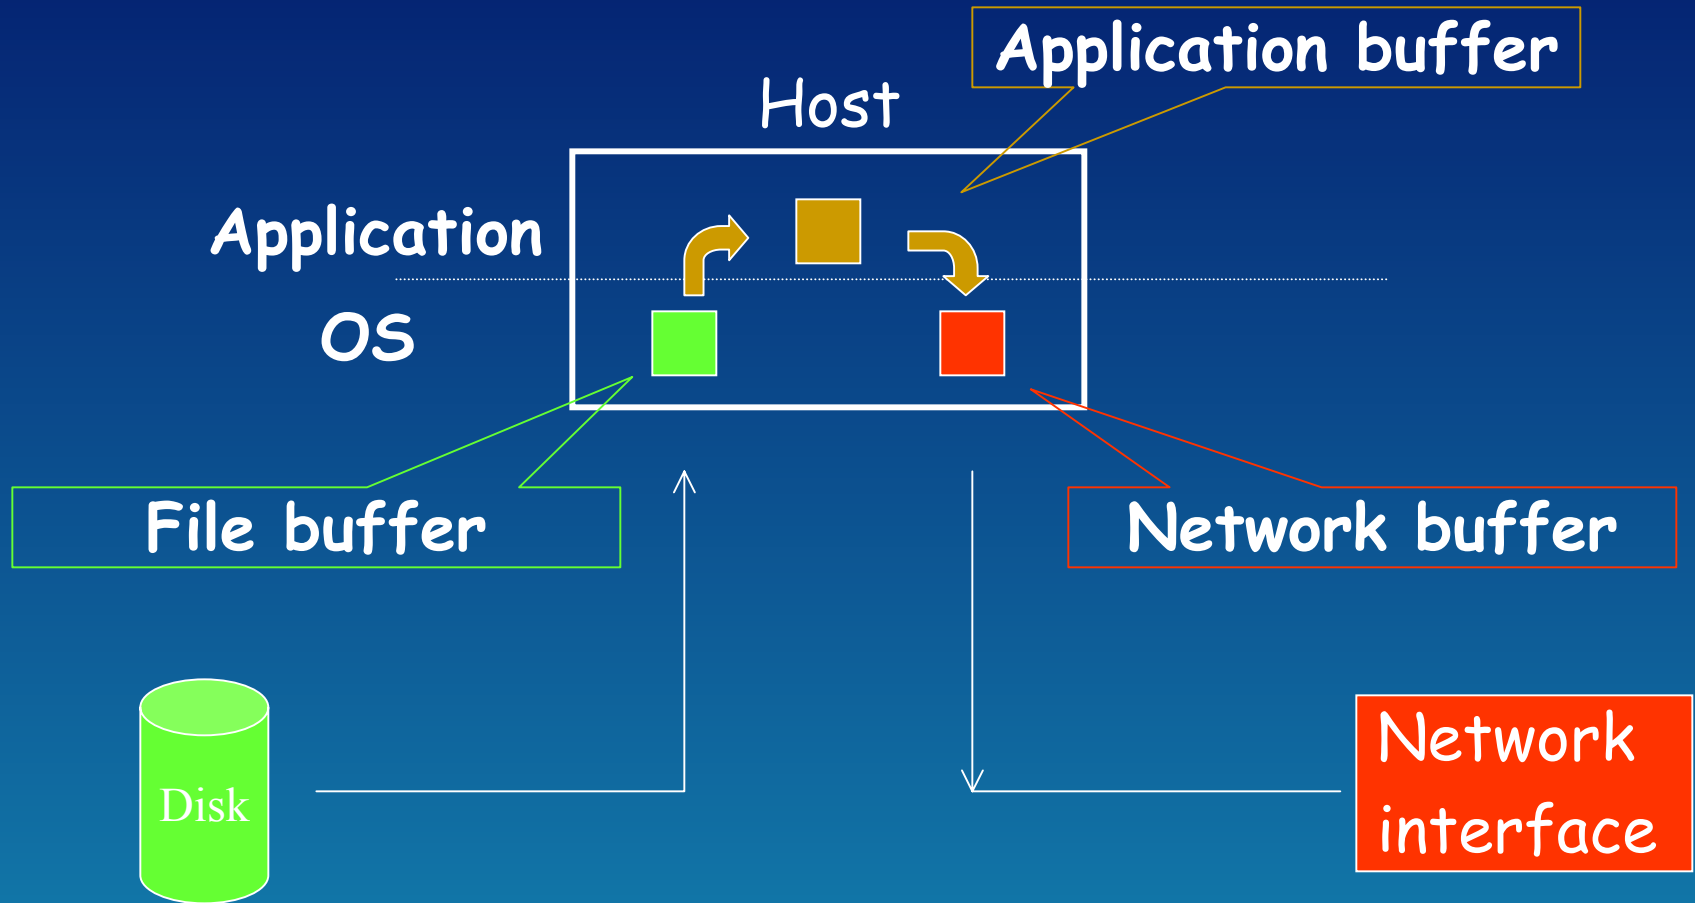 Application buffer
Host
Application
OS
File buffer
Network buffer
Disk
Network
interface